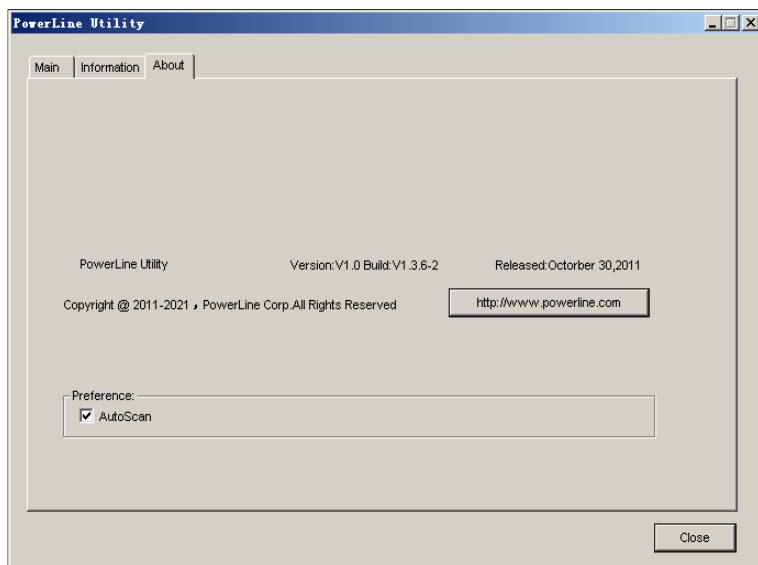 PowerLine Utility
Main Information About
PowerLine Utility Version:V1.0 Build:V1.3.6-2 Released:Octorber 30,2011
Copyright @ 2011-2021，PowerLine Corp.All Rights Reserved http://www.powerline.com
Preference:
AutoScan
Close